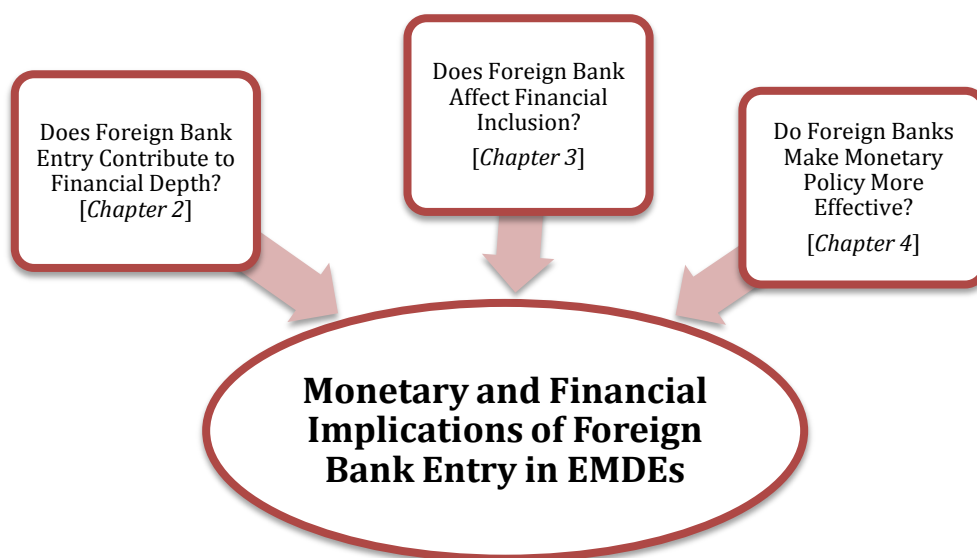 Does Foreign Bank
Entry Contribute to
Financial Depth?
[Chapter 2]
Does Foreign Bank
Affect Financial
Inclusion?
[Chapter 3]
Do Foreign Banks
Make Monetary
Policy More
Effective?
[Chapter 4]
Monetary and Financial
Implications of Foreign
Bank Entry in EMDEs